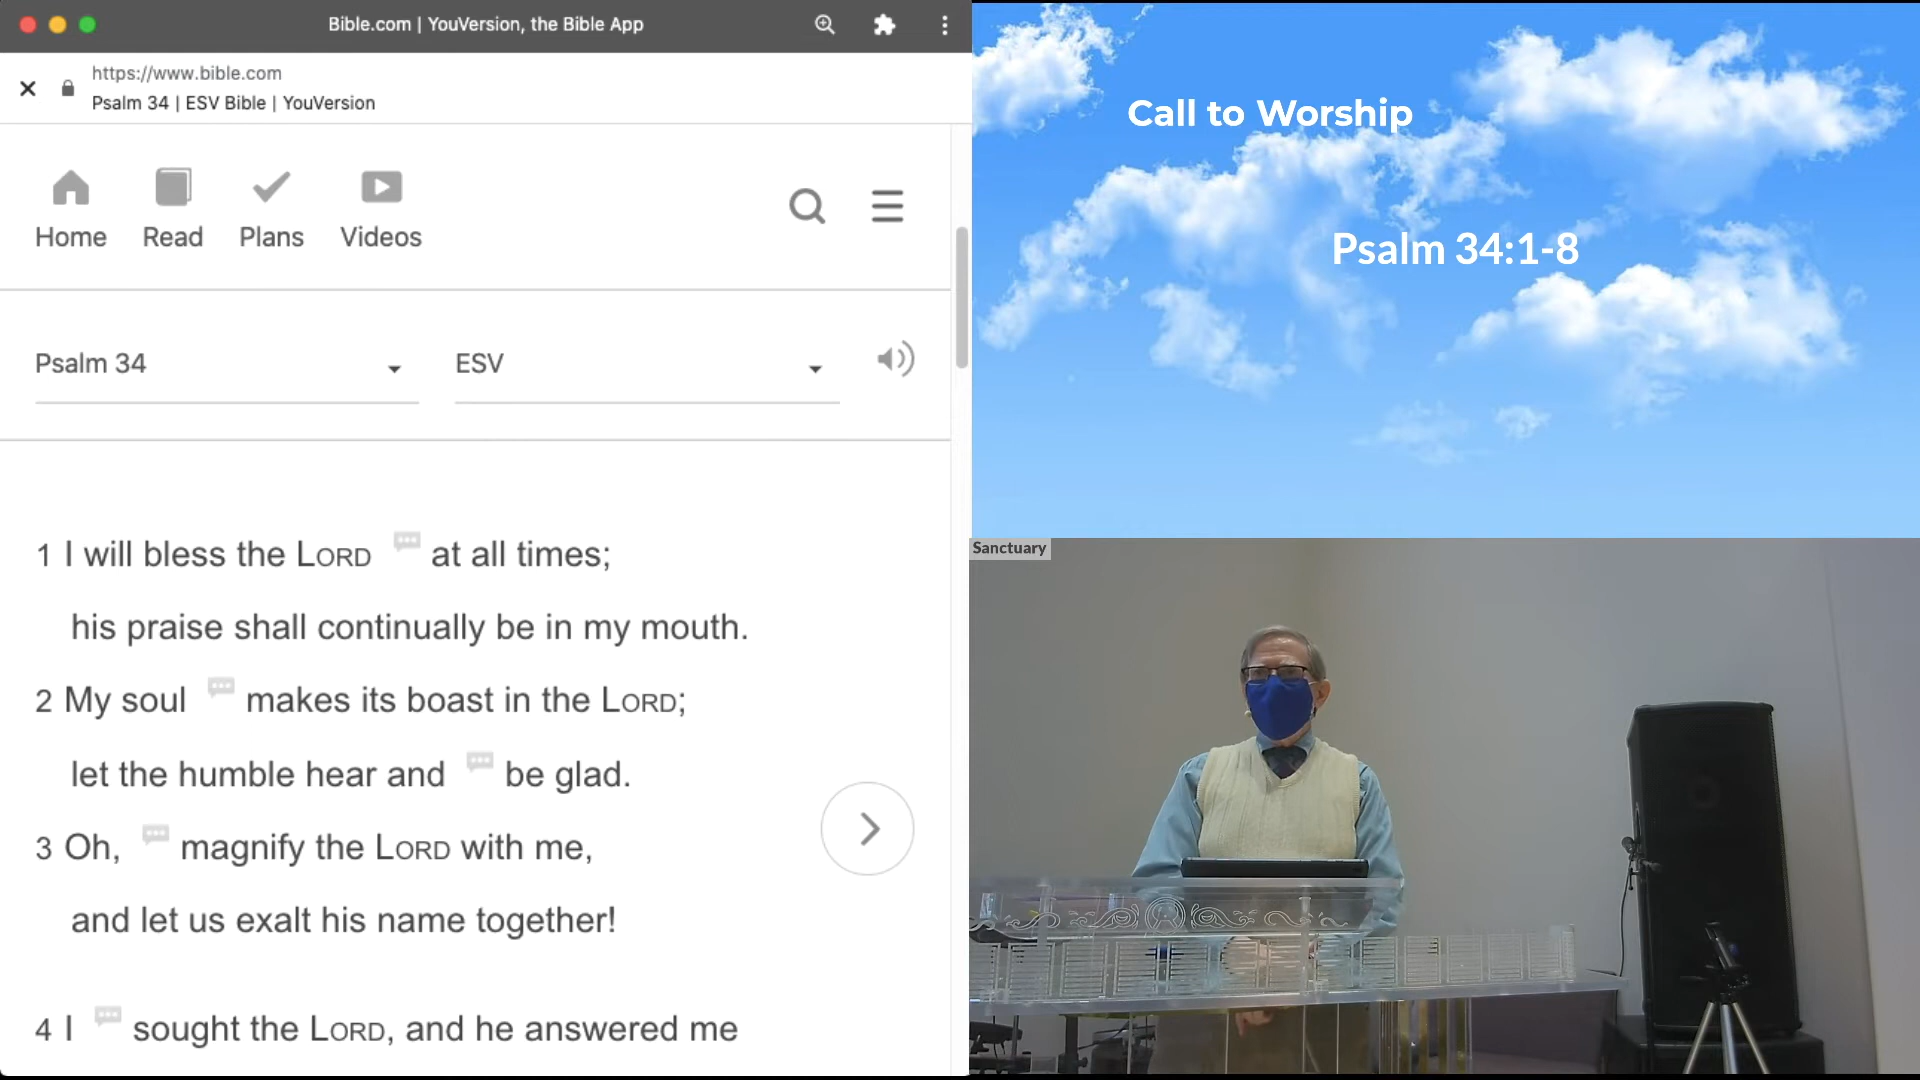 Bible.com | YouVersion, the Bible App
https://www.bible.com
Psalm 34 | ESV Bible | YouVersion
Home Read Plans Videos
Psalm 34 ESV
1 I will bless the LORD at all times;
his praise shall continually be in my mouth.
2 My soul makes its boast in the LORD;
let the humble hear and be glad.
3 Oh, magnify the LORD with me,
and let us exalt his name together!
4 I sought the LORD, and he answered me
Call to Worship
Psalm 34:1-8
Sanctuary